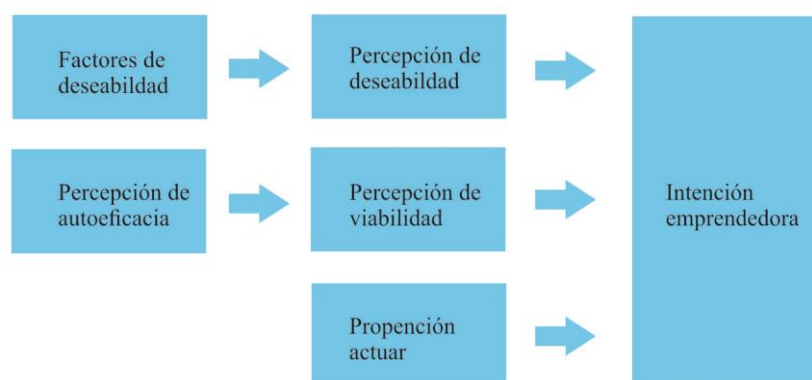 Factores de
deseabildad
Percepción de
deseabildad
Percepción de
autoeficacia
Percepción de
viabilidad
Intención
emprendedora
Propención
actuar